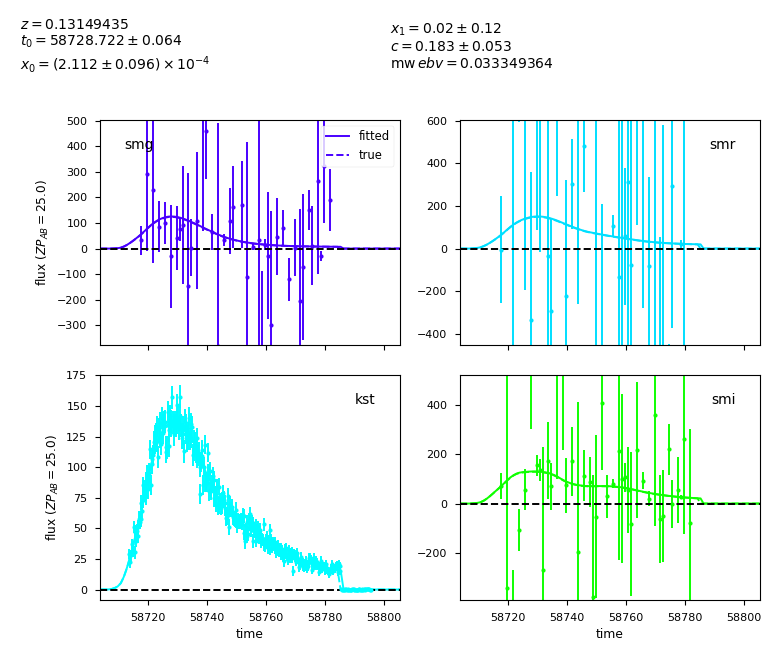 z = 0.13149435
t₀ = 58728.722 ± 0.064
x₀ = (2.112 ± 0.096) × 10⁻⁴
x₁ = 0.02 ± 0.12
c = 0.183 ± 0.053
mw ebv = 0.033349364
500
400
300
200
100
0
−100
−200
−300
flux (ZP_AB = 25.0)
smg
fitted
true
600
400
200
0
−200
−400
smr
175
150
125
100
75
50
25
0
flux (ZP_AB = 25.0)
kst
58720 58740 58760 58780 58800
time
400
200
0
−200
smi
58720 58740 58760 58780 58800
time